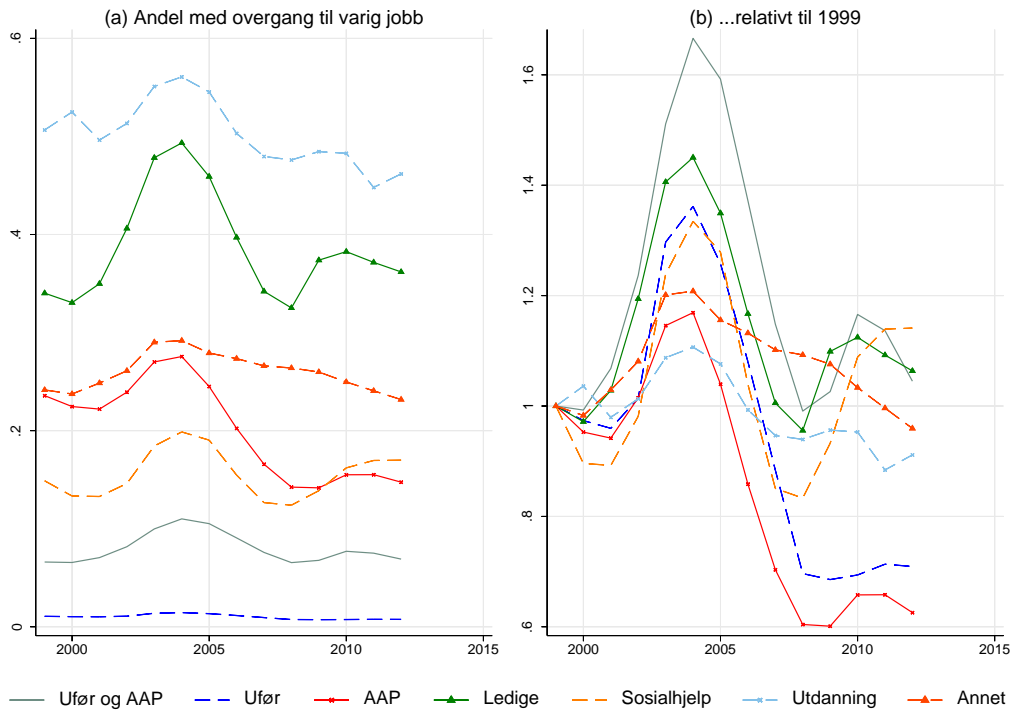 (a) Andel med overgang til varig jobb
.6
.4
.2
0
2000 2005 2010 2015
(b) ...relativt til 1999
1.6
1.4
1.2
1
.8
.6
2000 2005 2010 2015
Ufør og AAP Ufør AAP Ledige Sosialhjelp Utdanning Annet